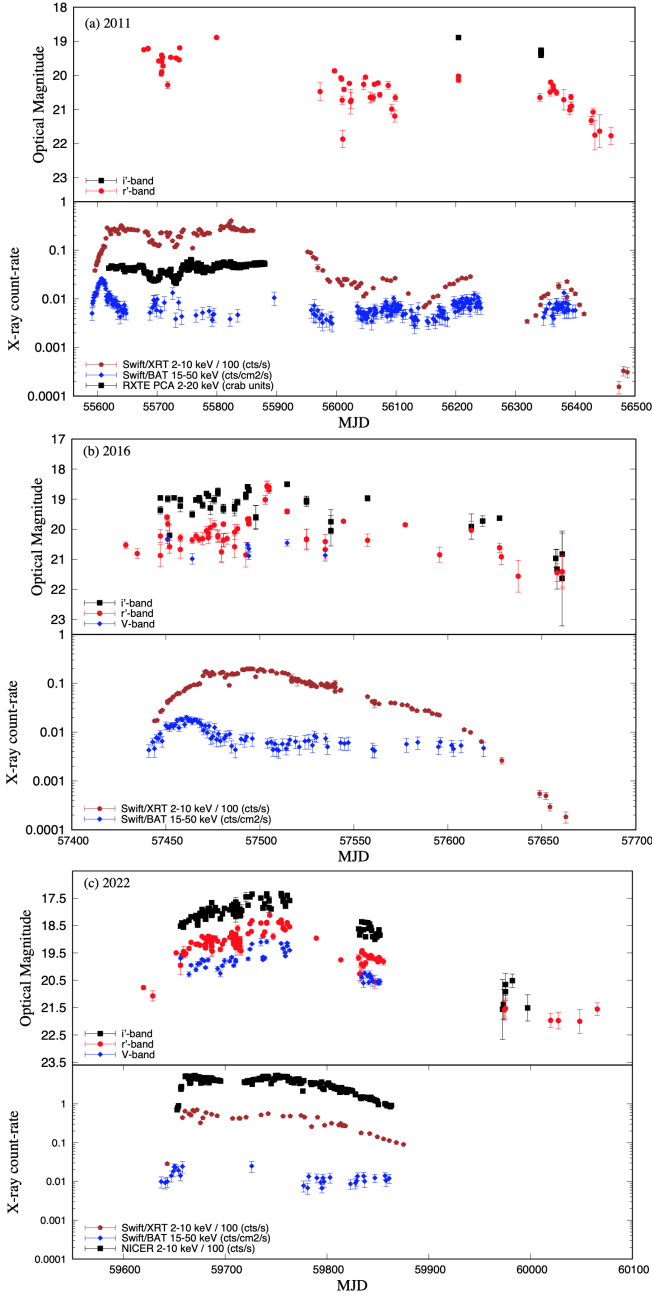 (a) 2011
Optical Magnitude
18
19
20
21
22
23
i'-band
r'-band
X-ray count-rate
1
0.1
0.01
0.001
0.0001
Swift/XRT 2-10 keV / 100 (cts/s)
Swift/BAT 15-50 keV (cts/cm2/s)
RXTE PCA 2-20 keV (crab units)
55600 55700 55800 55900 56000 56100 56200 56300 56400 56500
MJD
(b) 2016
Optical Magnitude
17
18
19
20
21
22
23
i'-band
r'-band
V-band
X-ray count-rate
1
0.1
0.01
0.001
0.0001
Swift/XRT 2-10 keV / 100 (cts/s)
Swift/BAT 15-50 keV (cts/cm2/s)
57400 57450 57500 57550 57600 57650 57700
MJD
(c) 2022
Optical Magnitude
17.5
18.5
19.5
20.5
21.5
22.5
23.5
i'-band
r'-band
V-band
X-ray count-rate
1
0.1
0.01
0.001
0.0001
Swift/XRT 2-10 keV / 100 (cts/s)
Swift/BAT 15-50 keV (cts/cm2/s)
NICER 2-10 keV / 100 (cts/s)
59600 59700 59800 59900 60000 60100
MJD